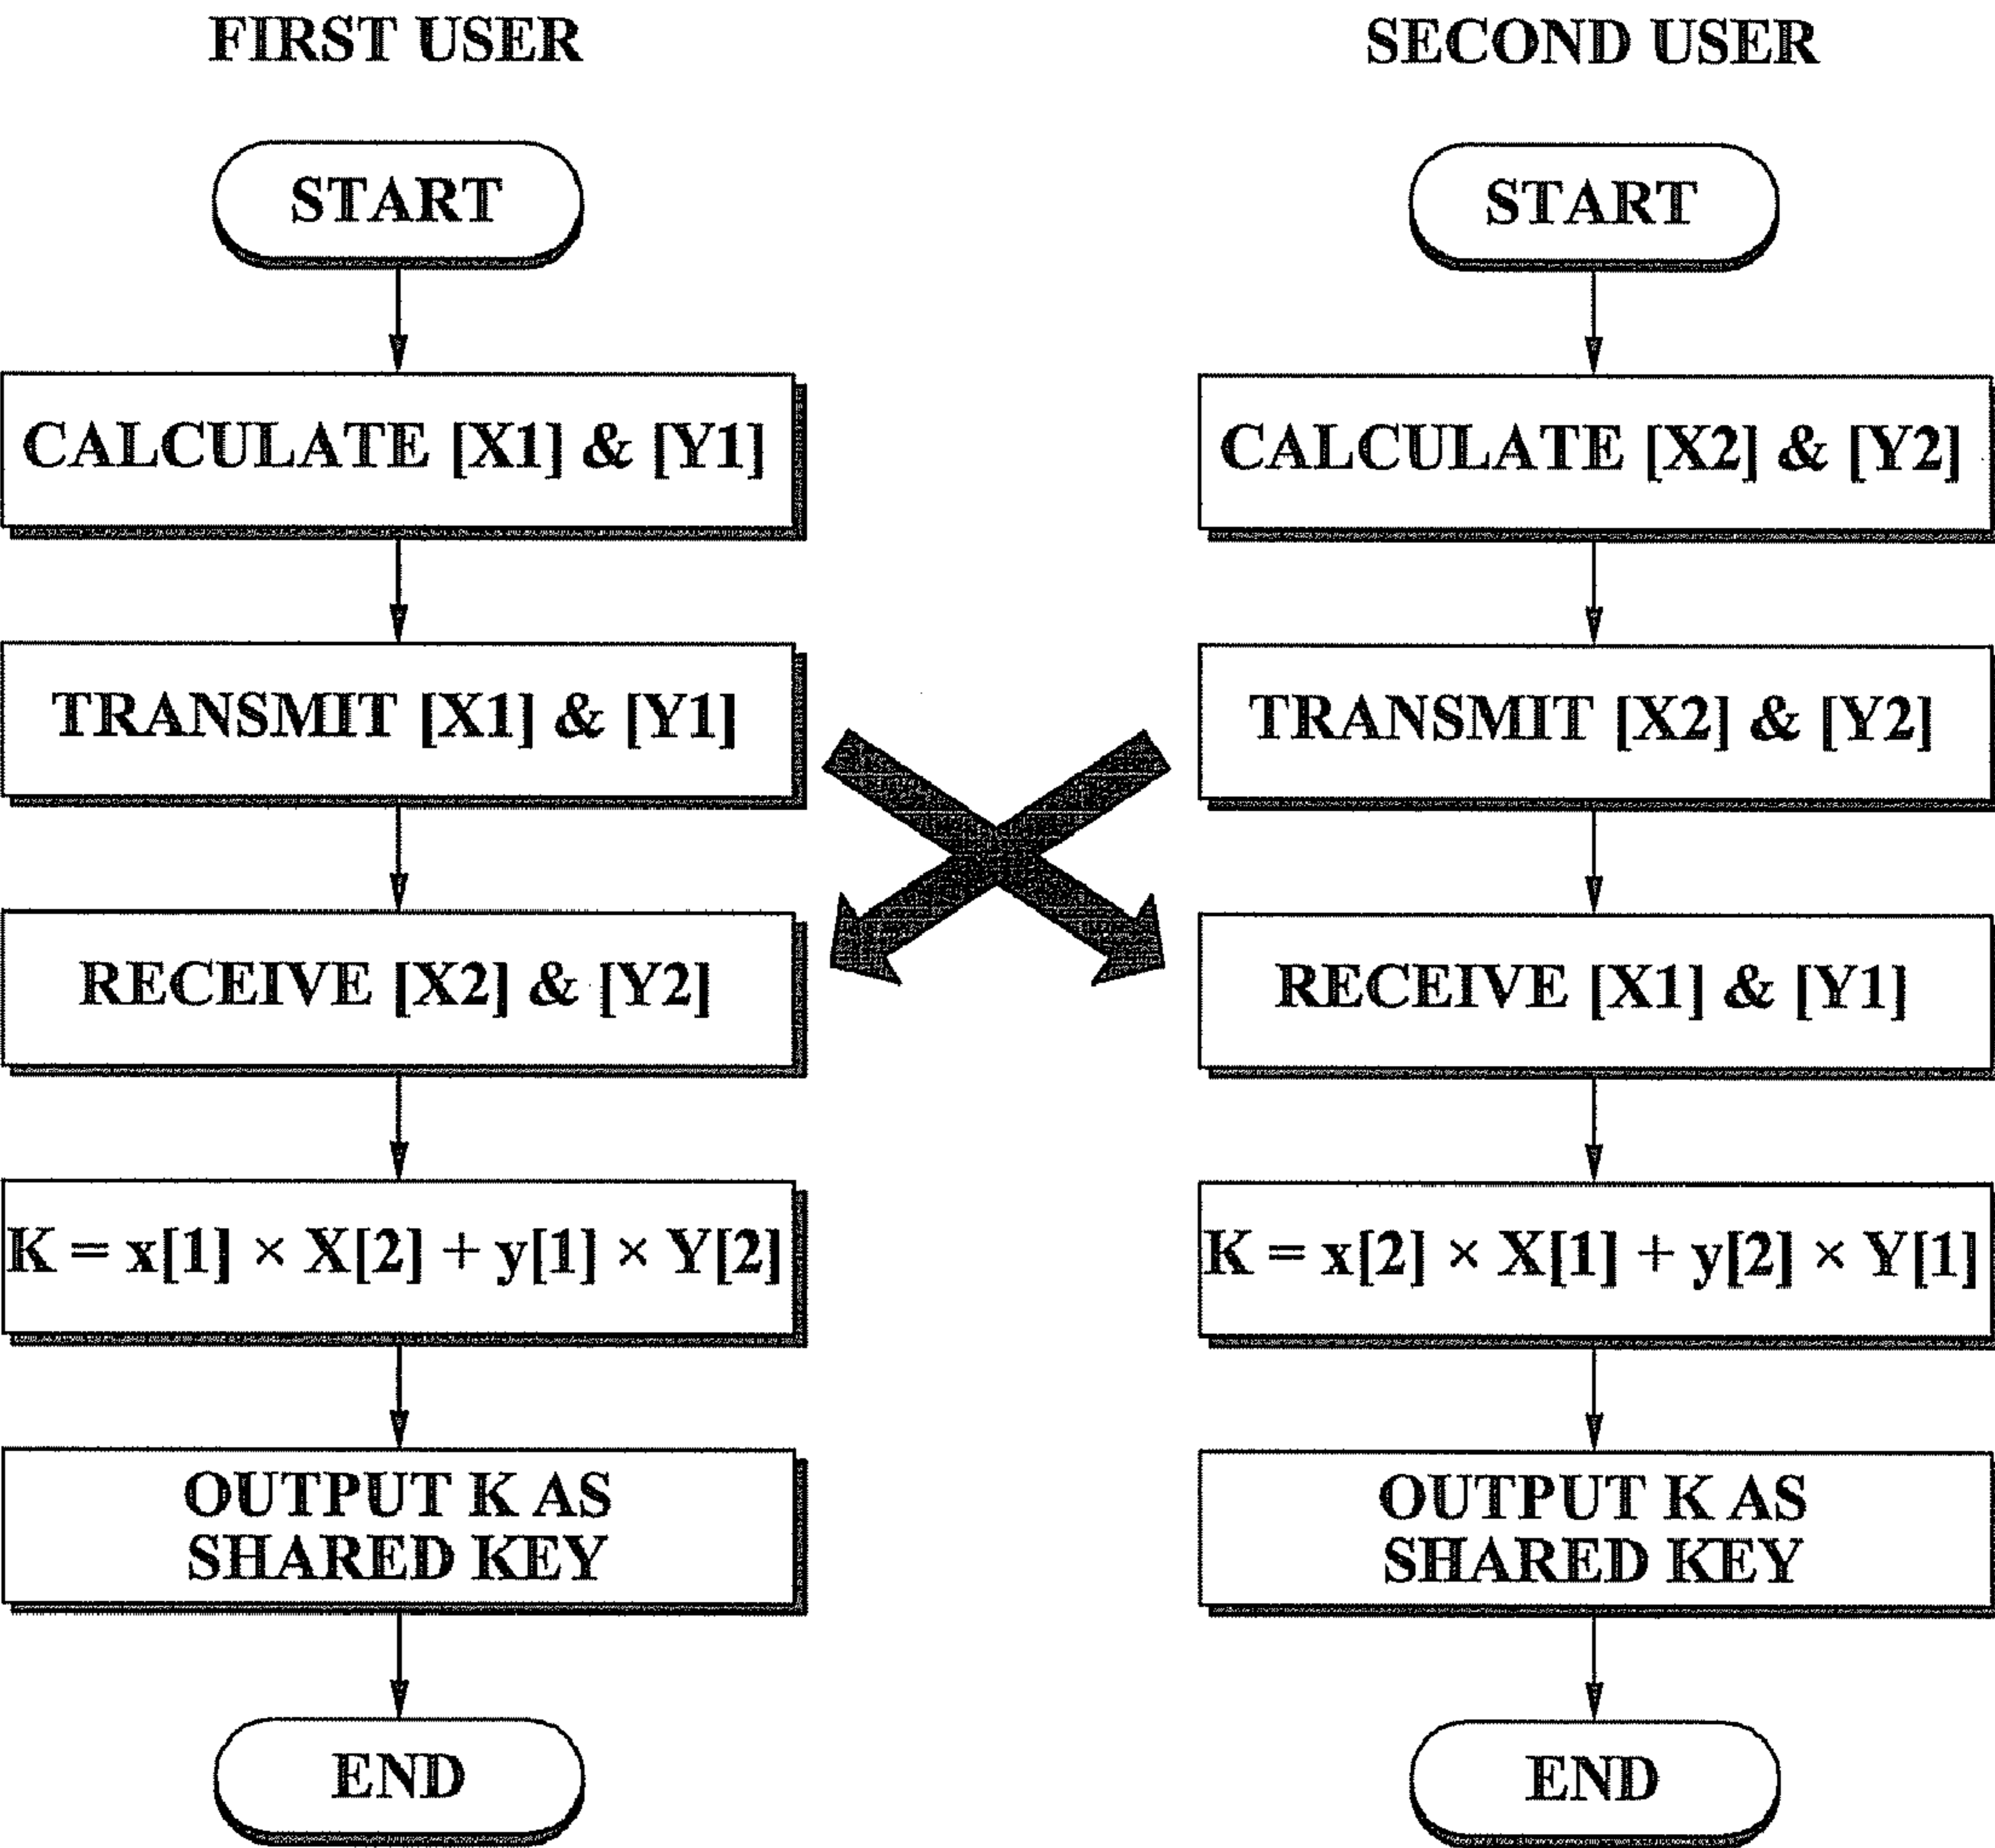 FIRST USER
START
CALCULATE [X1] & [Y1]
TRANSMIT [X1] & [Y1]
RECEIVE [X2] & [Y2]
K = x[1] × X[2] + y[1] × Y[2]
OUTPUT K AS
SHARED KEY
END
SECOND USER
START
CALCULATE [X2] & [Y2]
TRANSMIT [X2] & [Y2]
RECEIVE [X1] & [Y1]
K = x[2] × X[1] + y[2] × Y[1]
OUTPUT K AS
SHARED KEY
END